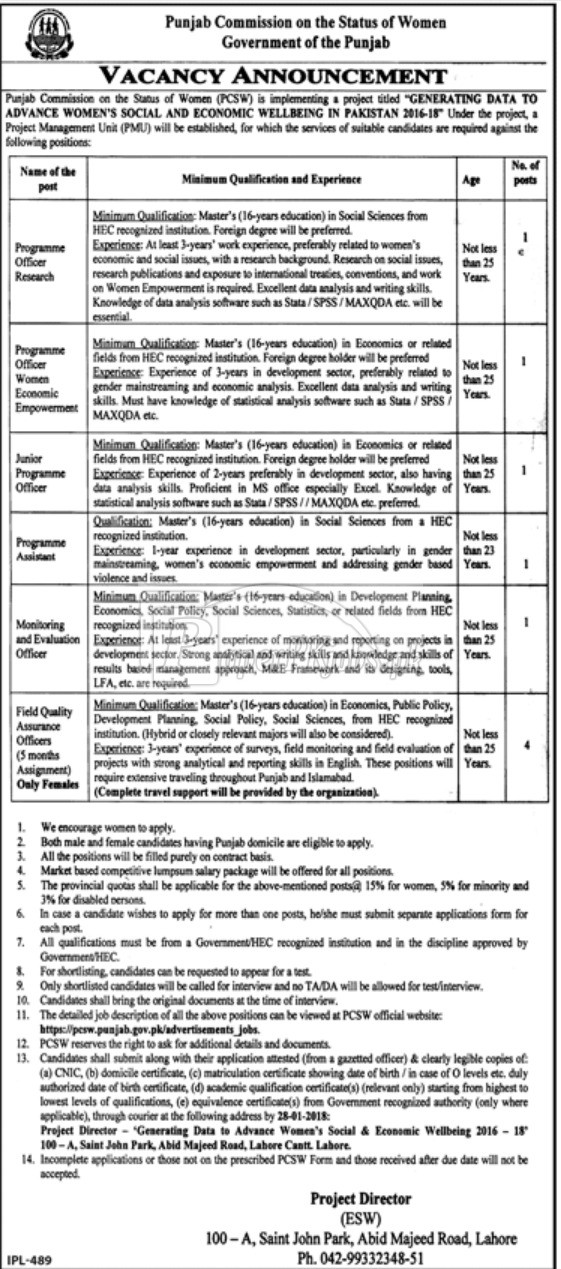 Punjab Commission on the Status of Women
Government of the Punjab
VACANCY ANNOUNCEMENT
Punjab Commission on the Status of Women (PCSW) is implementing a project titled "GENERATING DATA TO
ADVANCE WOMEN'S SOCIAL AND ECONOMIC WELLBEING IN PAKISTAN 2016-18" Under the project, a
Project Management Unit (PMU) will be established, for which the services of suitable candidates are required against the
following positions:
Name of the post
Minimum Qualification and Experience
Age
No. of posts
Programme
Officer
Research
Minimum Qualification: Master's (16-years education) in Social Sciences from
HEC recognized institution. Foreign degree will be preferred.
Experience: At least 3-years' work experience, preferably related to women's
economic and social issues, with a research background. Research on social issues,
research publications and exposure to international treaties, conventions, and work
on Women Empowerment is required. Excellent data analysis and writing skills.
Knowledge of data analysis software such as Stata / SPSS / MAXQDA etc. will be
essential.
Not less
than 25
Years.
1
Programme
Officer
Women
Economic
Empowerment
Minimum Qualification: Master's (16-years education) in Economics or related
fields from HEC recognized institution. Foreign degree holder will be preferred
Experience: Experience of 3-years in development sector, preferably related to
gender mainstreaming and economic analysis. Excellent data analysis and writing
skills. Must have knowledge of statistical analysis software such as Stata / SPSS /
MAXQDA etc.
Not less
than 25
Years.
1
Junior
Programme
Officer
Minimum Qualification: Master's (16-years education) in Economics or related
fields from HEC recognized institution. Foreign degree holder will be preferred
Experience: Experience of 2-years preferably in development sector, also having
data analysis skills. Proficient in MS office especially Excel. Knowledge of
statistical analysis software such as Stata / SPSS / / MAXQDA etc. preferred.
Not less
than 25
Years.
1
Programme
Assistant
Qualification: Master's (16-years education) in Social Sciences from a HEC
recognized institution.
Experience: 1-year experience in development sector, particularly in gender
mainstreaming, women's economic empowerment and addressing gender based
violence and issues.
Not less
than 23
Years.
1
Monitoring
and Evaluation
Officer
Minimum Qualification: Master's (16-years education) in Development Planning,
Economics, Social Policy, Social Sciences, Statistics, or related fields from HEC
recognized institution.
Experience: At least 3-years' experience of monitoring and reporting on projects in
development sector. Strong analytical and writing skills and knowledge and skills of
results based management approach, M&E Framework and its designing, tools,
LFA, etc. are required.
Not less
than 25
Years.
1
Field Quality
Assurance
Officers
(5 months
Assignment)
Only Females
Minimum Qualification: Master's (16-years education) in Economics, Public Policy,
Development Planning, Social Policy, Social Sciences, from HEC recognized
institution. (Hybrid or closely relevant majors will also be considered).
Experience: 3-years' experience of surveys, field monitoring and field evaluation of
projects with strong analytical and reporting skills in English. These positions will
require extensive traveling throughout Punjab and Islamabad.
(Complete travel support will be provided by the organization).
Not less
than 25
Years.
4
1. We encourage women to apply.
2. Both male and female candidates having Punjab domicile are eligible to apply.
3. All the positions will be filled purely on contract basis.
4. Market based competitive lumpsum salary package will be offered for all positions.
5. The provincial quotas shall be applicable for the above-mentioned posts@ 15% for women, 5% for minority and
3% for disabled persons.
6. In case a candidate wishes to apply for more than one posts, he/she must submit separate applications form for
each post.
7. All qualifications must be from a Government/HEC recognized institution and in the discipline approved by
Government/HEC.
8. For shortlisting, candidates can be requested to appear for a test.
9. Only shortlisted candidates will be called for interview and no TA/DA will be allowed for test/interview.
10. Candidates shall bring the original documents at the time of interview.
11. The detailed job description of all the above positions can be viewed at PCSW official website:
https://pcsw.punjab.gov.pk/advertisements_jobs.
12. PCSW reserves the right to ask for additional details and documents.
13. Candidates shall submit along with their application attested (from a gazetted officer) & clearly legible copies of:
(a) CNIC, (b) domicile certificate, (c) matriculation certificate showing date of birth / in case of O levels etc. duly
authorized date of birth certificate, (d) academic qualification certificate(s) (relevant only) starting from highest to
lowest levels of qualifications, (e) equivalence certificate(s) from Government recognized authority (only where
applicable), through courier at the following address by 28-01-2018:
Project Director – 'Generating Data to Advance Women's Social & Economic Wellbeing 2016 – 18'
100 – A, Saint John Park, Abid Majeed Road, Lahore Cantt. Lahore.
14. Incomplete applications or those not on the prescribed PCSW Form and those received after due date will not be
accepted.
Project Director
(ESW)
100 – A, Saint John Park, Abid Majeed Road, Lahore
Ph. 042-99332348-51
IPL-489